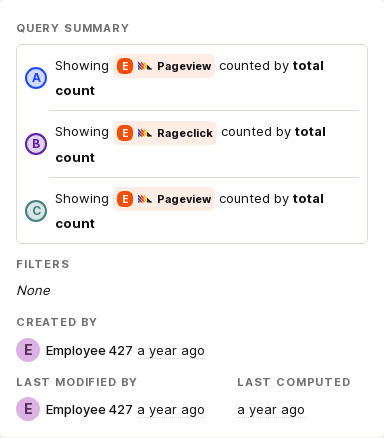 QUERY SUMMARY
A Showing E Pageview counted by total
count
B Showing E Rageclick counted by total
count
C Showing E Pageview counted by total
count
FILTERS
None
CREATED BY
E Employee 427 a year ago
LAST MODIFIED BY LAST COMPUTED
E Employee 427 a year ago a year ago